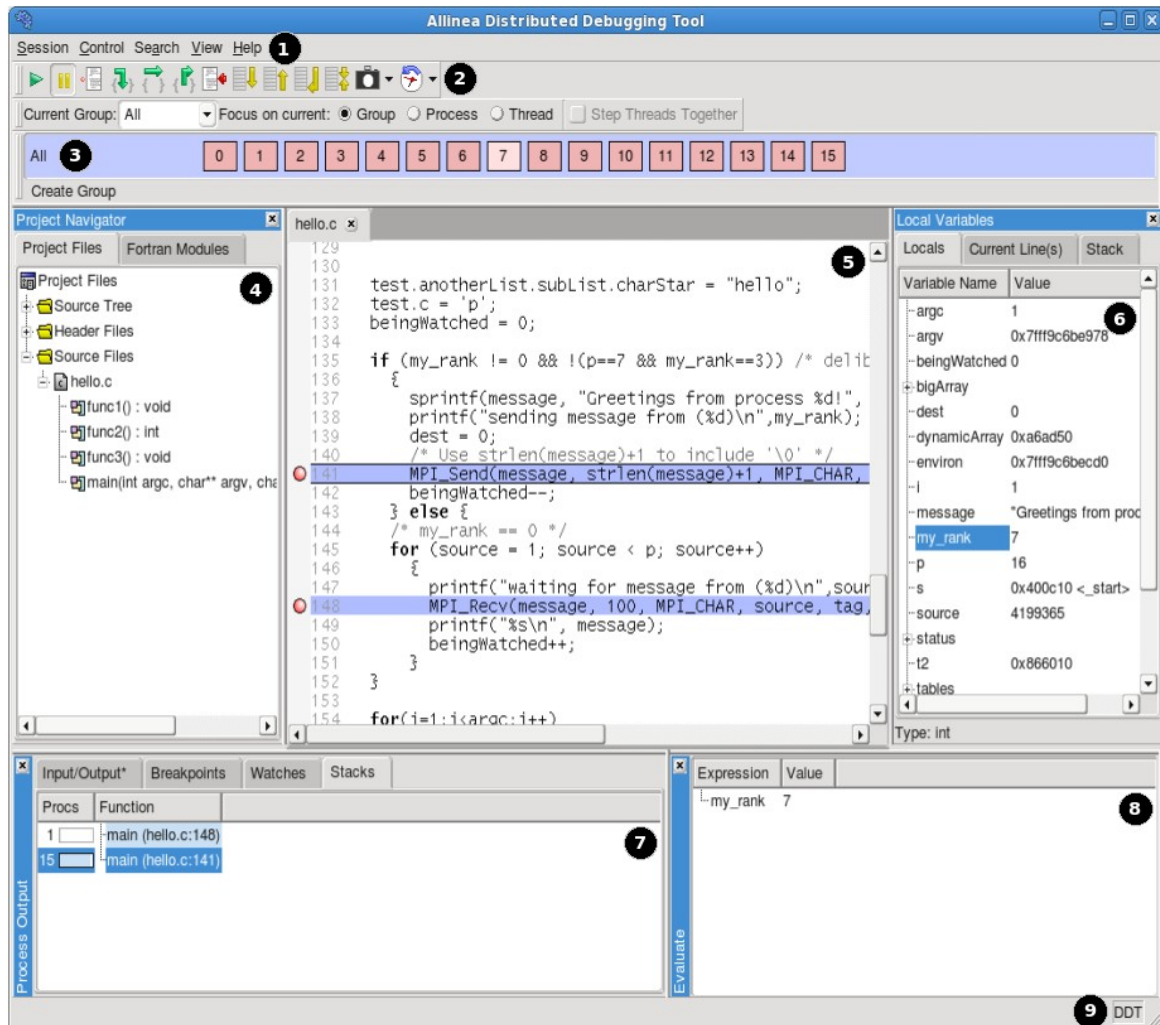 Allinea Distributed Debugging Tool
Session Control Search View Help 1
2
Current Group: All Focus on current: Group Process Thread Step Threads Together
All 3 0 1 2 3 4 5 6 7 8 9 10 11 12 13 14 15
Create Group
Project Navigator
Project Files Fortran Modules
Project Files 4
Source Tree
Header Files
Source Files
hello.c
func1() : void
func2() : int
func3() : void
main(int argc, char** argv, cha
hello.c
5
129
130
131 test.anotherList.subList.charStar = "hello";
132 test.c = 'p';
133 beingWatched = 0;
134
135 if (my_rank != 0 && !(p==7 && my_rank==3)) /* delib
136 {
137 sprintf(message, "Greetings from process %d!",
138 printf("sending message from (%d)\n",my_rank);
139 dest = 0;
140 /* Use strlen(message)+1 to include '\0' */
141 MPI_Send(message, strlen(message)+1, MPI_CHAR,
142 beingWatched--;
143 } else {
144 /* my_rank == 0 */
145 for (source = 1; source < p; source++)
146 {
147 printf("waiting for message from (%d)\n",sour
148 MPI_Recv(message, 100, MPI_CHAR, source, tag,
149 printf("%s\n", message);
150 beingWatched++;
151 }
152 }
153
154 for(i=1;i<argc;i++)
Local Variables
Locals Current Line(s) Stack
Variable Name Value
6
argc 1
argv 0x7fff9c6be978
beingWatched 0
bigArray
dest 0
dynamicArray 0xa6ad50
environ 0x7fff9c6becd0
i 1
message "Greetings from proc
my_rank 7
p 16
s 0x400c10 <_start>
source 4199365
status
t2 0x866010
tables
Type: int
Process Output
Input/Output* Breakpoints Watches Stacks
Procs Function
1 main (hello.c:148)
7
15 main (hello.c:141)
Evaluate
Expression Value
my_rank 7
8
9 DDT